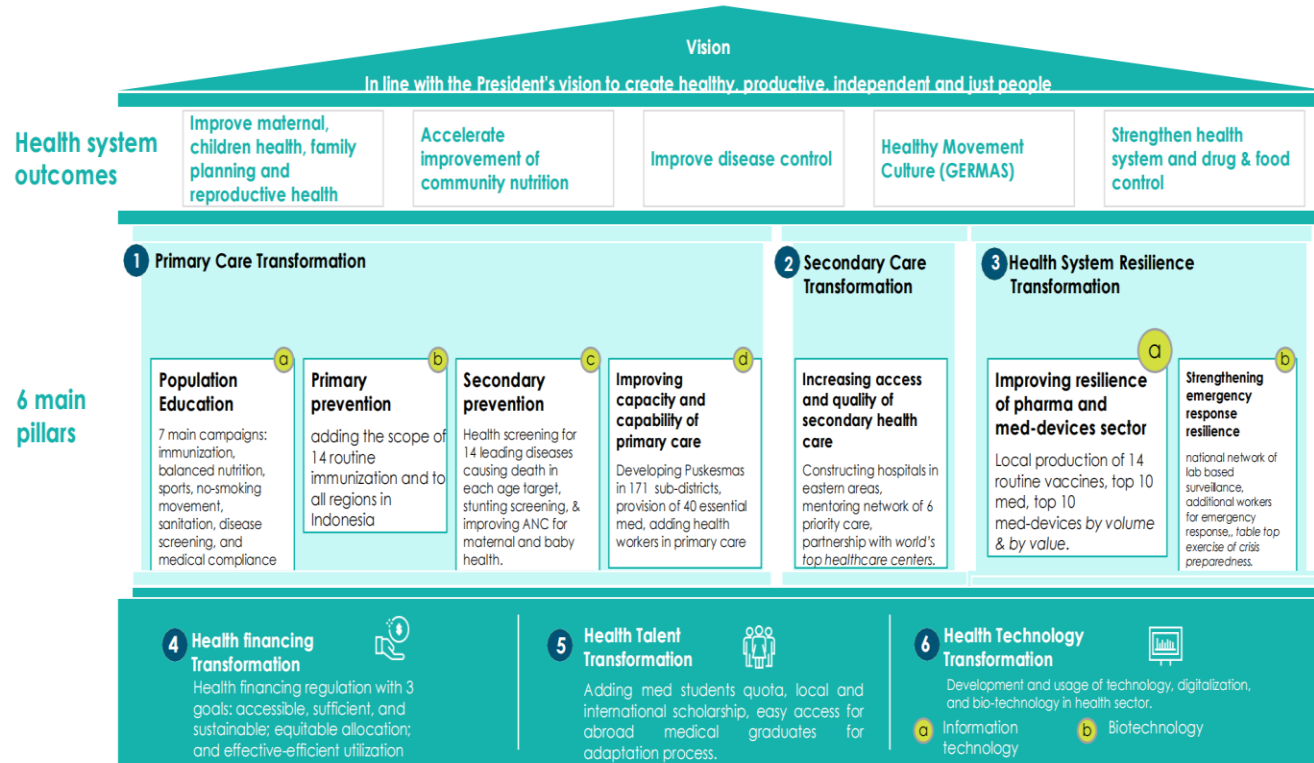 Vision
In line with the President's vision to create healthy, productive, independent and just people
Health system
outcomes
Improve maternal,
children health, family
planning and
reproductive health
Accelerate
improvement of
community nutrition
Improve disease control
Healthy Movement
Culture (GERMAS)
Strengthen health
system and drug & food
control
6 main
pillars
1 Primary Care Transformation
a
Population
Education
7 main campaigns:
immunization,
balanced nutrition,
sports, no-smoking
movement,
sanitation, disease
screening, and
medical compliance
b
Primary
prevention
adding the scope of
14 routine
immunization and to
all regions in
Indonesia
c
Secondary
prevention
Health screening for
14 leading diseases
causing death in
each age target,
stunting screening, &
improving ANC for
maternal and baby
health.
d
Improving
capacity and
capability of
primary care
Developing Puskesmas
in 171 sub-districts,
provision of 40 essential
med, adding health
workers in primary care
2 Secondary Care
Transformation
Increasing access
and quality of
secondary health
care
Constructing hospitals in
eastern areas,
mentoring network of 6
priority care,
partnership with world's
top healthcare centers.
3 Health System Resilience
Transformation
a
Improving resilience
of pharma and
med-devices sector
Local production of 14
routine vaccines, top 10
med, top 10
med-devices by volume
& by value.
b
Strengthening
emergency
response
resilience
national network of
lab based
surveillance,
additional workers
for emergency
response,, table top
exercise of crisis
preparedness.
4 Health financing
Transformation
Health financing regulation with 3
goals: accessible, sufficient, and
sustainable; equitable allocation;
and effective-efficient utilization
5 Health Talent
Transformation
Adding med students quota, local and
international scholarship, easy access for
abroad medical graduates for
adaptation process.
6 Health Technology
Transformation
Development and usage of technology, digitalization,
and bio-technology in health sector.
a Information
technology
b Biotechnology